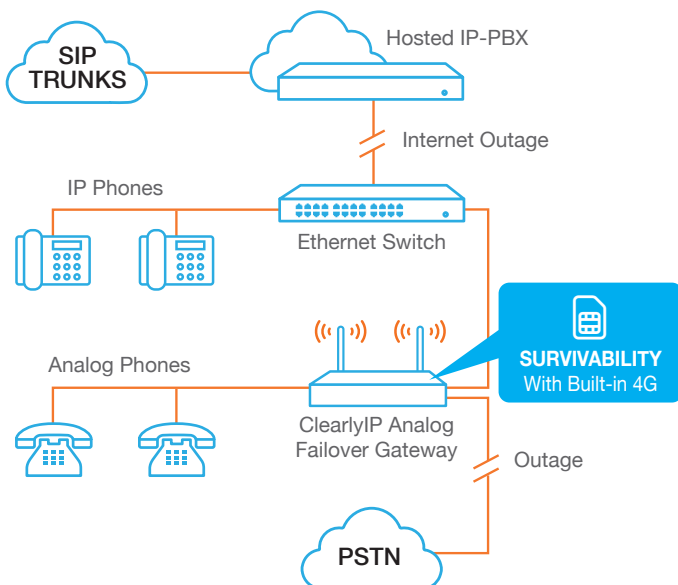 SIP
TRUNKS
Hosted IP-PBX
Internet Outage
IP Phones
Ethernet Switch
SURVIVABILITY
With Built-in 4G
Analog Phones
ClearlyIP Analog
Failover Gateway
Outage
PSTN